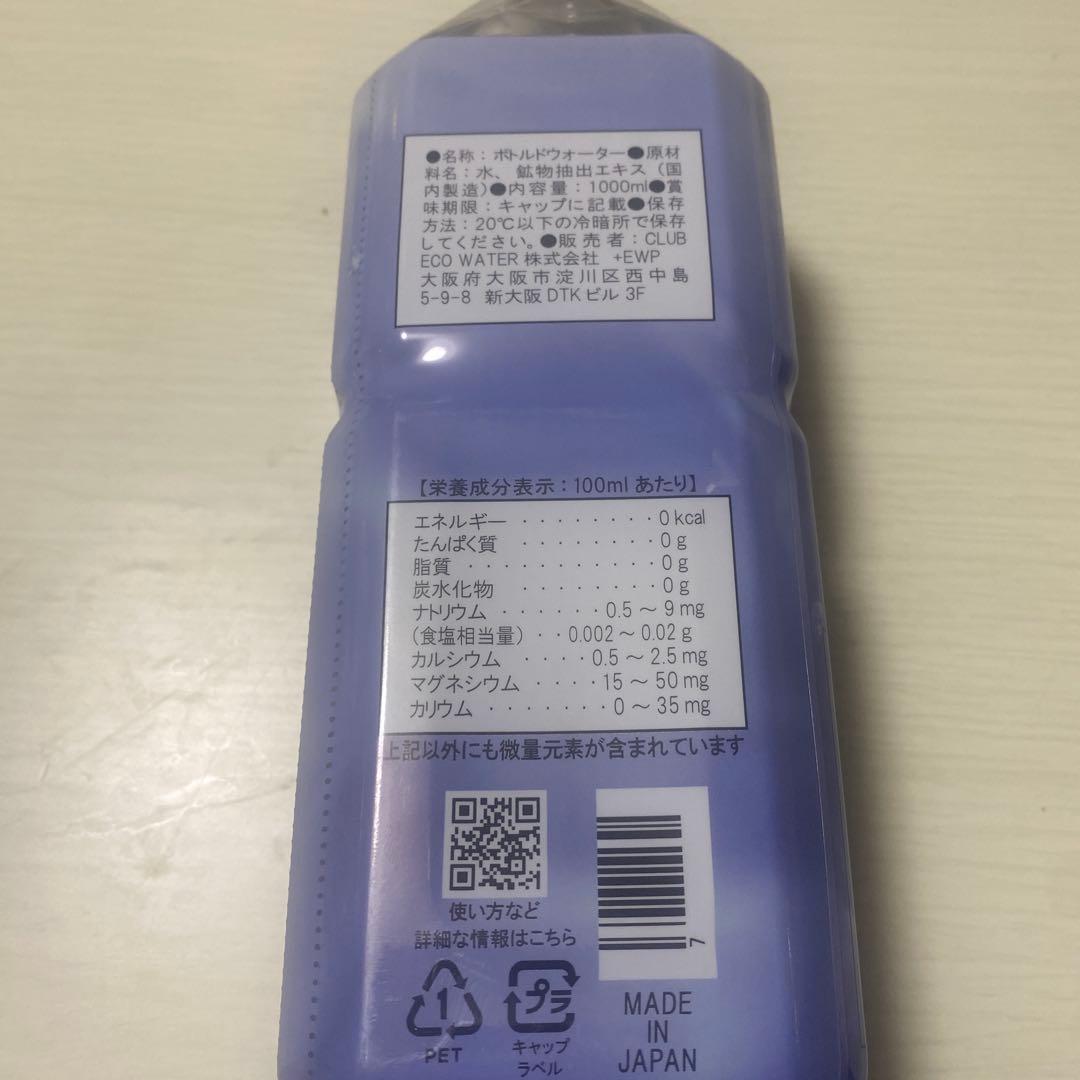 ●名称：ボトルドウォーター●原材
料名：水、鉱物抽出エキス（国
内製造）●内容量：1000ml●賞
味期限：キャップに記載●保存
方法：20℃以下の冷暗所で保存
してください。●販売者：CLUB
ECO WATER 株式会社　+EWP
大阪府大阪市淀川区西中島
5-9-8　新大阪 DTK ビル 3F
【栄養成分表示：100ml あたり】
エネルギー ・・・・・・・・0 kcal
たんぱく質 ・・・・・・・・0 g
脂質 ・・・・・・・・・・・0 g
炭水化物 ・・・・・・・・・0 g
ナトリウム ・・・・・・0.5 ～ 9 mg
（食塩相当量）・・0.002 ～ 0.02 g
カルシウム ・・・・0.5 ～ 2.5 mg
マグネシウム ・・・・15 ～ 50 mg
カリウム ・・・・・・・0 ～ 35 mg
上記以外にも微量元素が含まれています
使い方など
詳細な情報はこちら
7
1
PET
プラ
キャップ
ラベル
MADE
IN
JAPAN